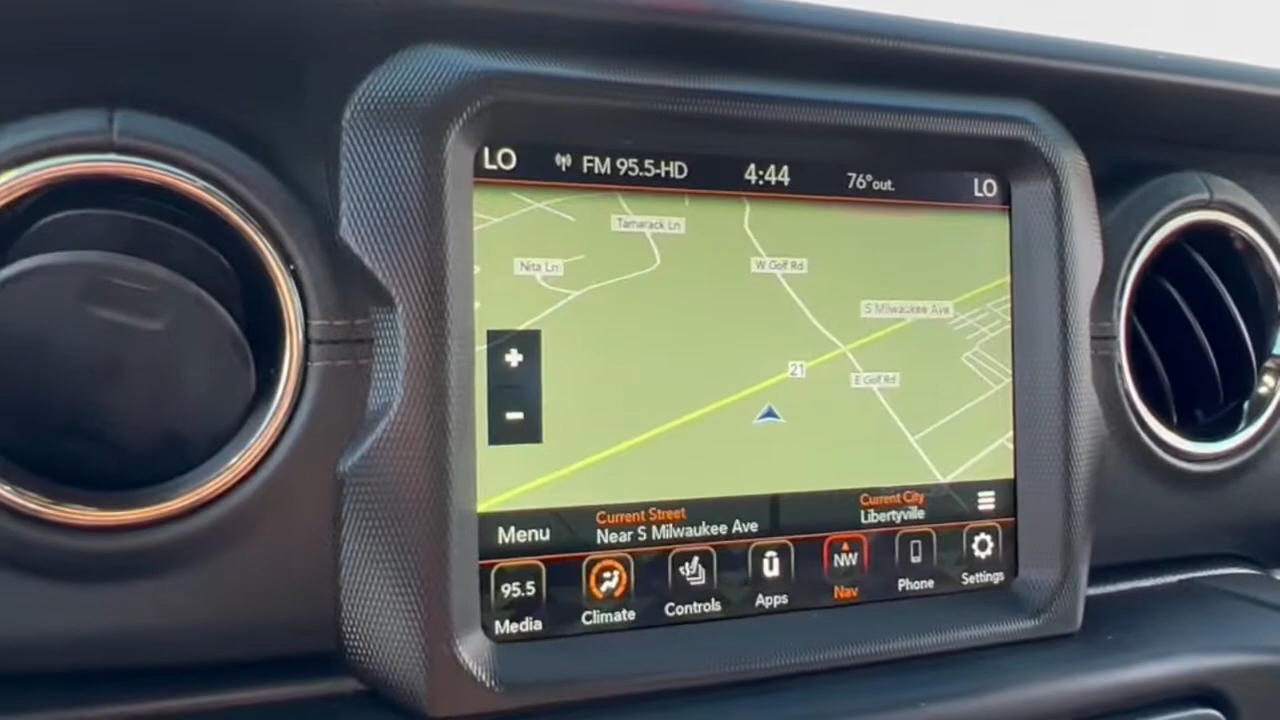 LO FM 95.5-HD 4:44 76°out. LO
Tamarack Ln
Nita Ln
W Golf Rd
S Milwaukee Ave
21
E Golf Rd
+
-
Menu
Current Street
Near S Milwaukee Ave
Current City
Libertyville
95.5
Media
Climate
Controls
Apps
NW
Nav
Phone
Settings